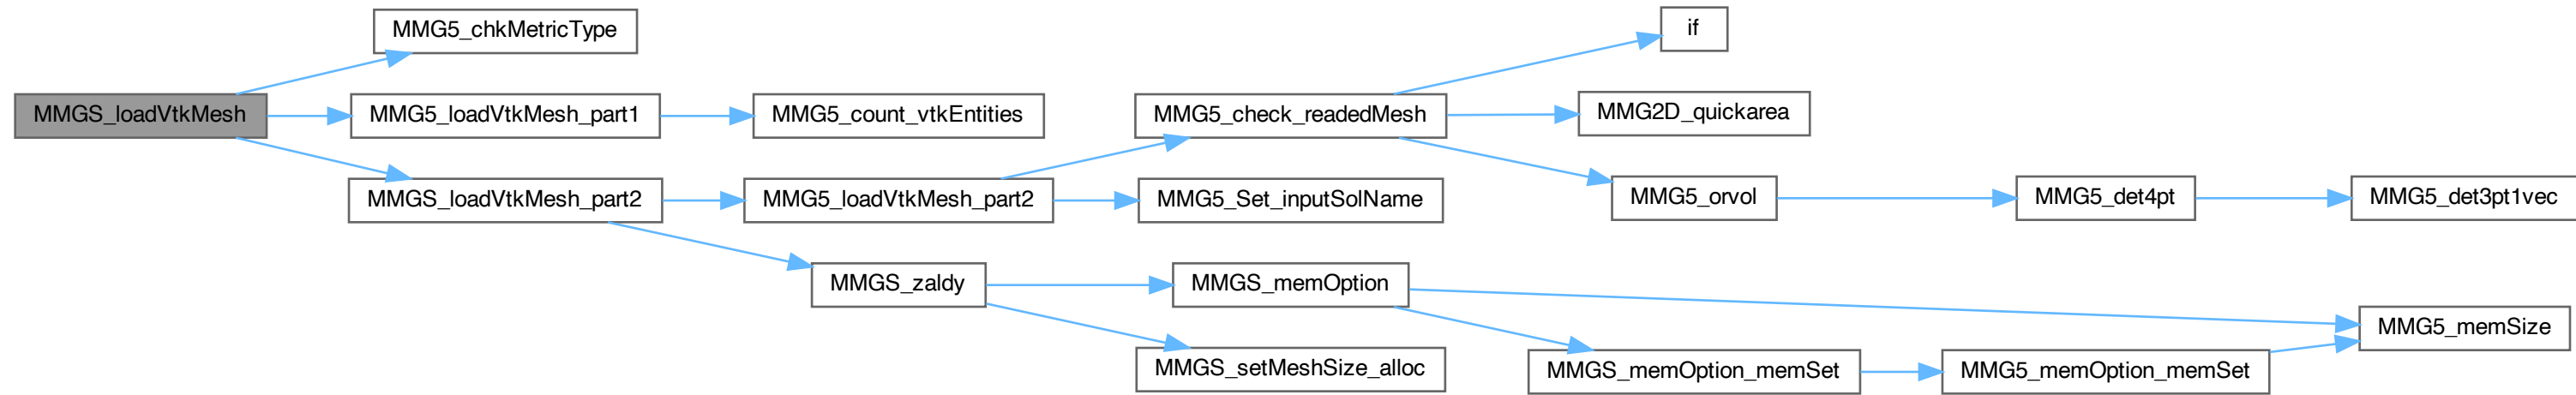 MMGS_loadVtkMesh
MMG5_chkMetricType
MMG5_loadVtkMesh_part1
MMG5_count_vtkEntities
MMGS_loadVtkMesh_part2
MMG5_loadVtkMesh_part2
MMG5_check_readedMesh
if
MMG2D_quickarea
MMG5_orvol
MMG5_det4pt
MMG5_det3pt1vec
MMG5_Set_inputSolName
MMGS_zaldy
MMGS_memOption
MMG5_memSize
MMGS_memOption_memSet
MMG5_memOption_memSet
MMGS_setMeshSize_alloc